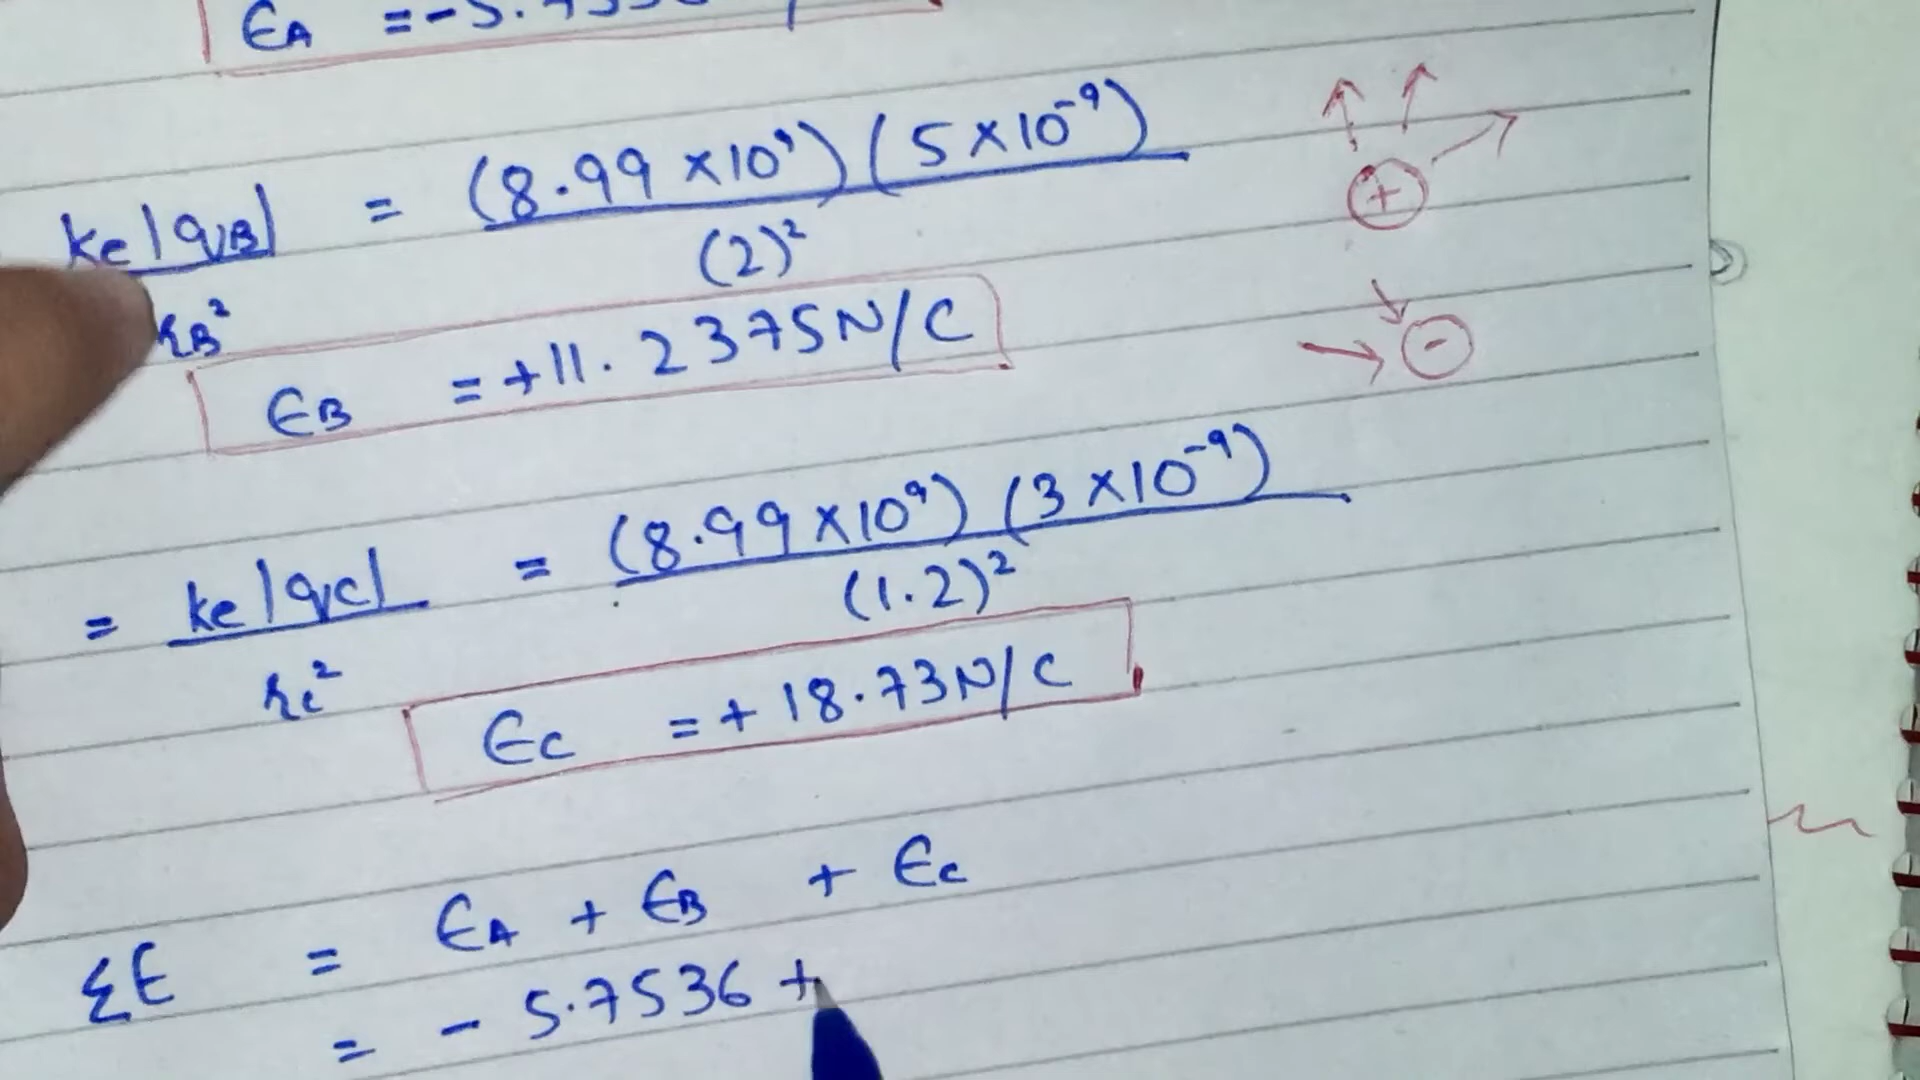 EA = -5.7536
ke|qB| / rB² = (8.99 × 10⁹)(5 × 10⁻⁹) / (2)²
EB = +11.2375 N/C
= ke|qc| / rc² = (8.99 × 10⁹)(3 × 10⁻⁹) / (1.2)²
Ec = + 18.73 N/C
ΣE = EA + EB + Ec
= - 5.7536 +
+
-